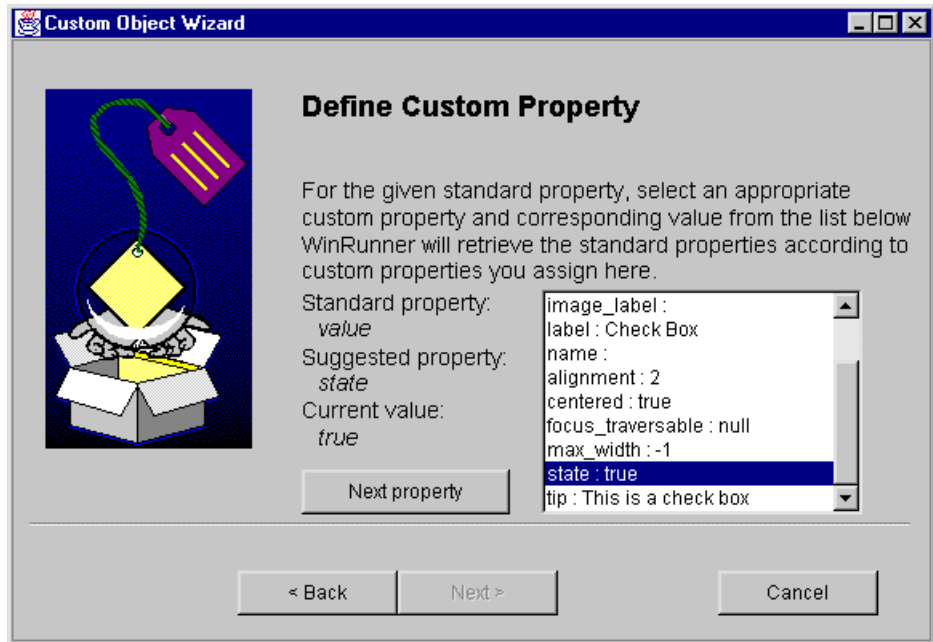 Custom Object Wizard
Define Custom Property
For the given standard property, select an appropriate
custom property and corresponding value from the list below
WinRunner will retrieve the standard properties according to
custom properties you assign here.
Standard property:
value
Suggested property:
state
Current value:
true
Next property
image_label :
label : Check Box
name :
alignment : 2
centered : true
focus_traversable : null
max_width : -1
state : true
tip : This is a check box
< Back
Next >
Cancel